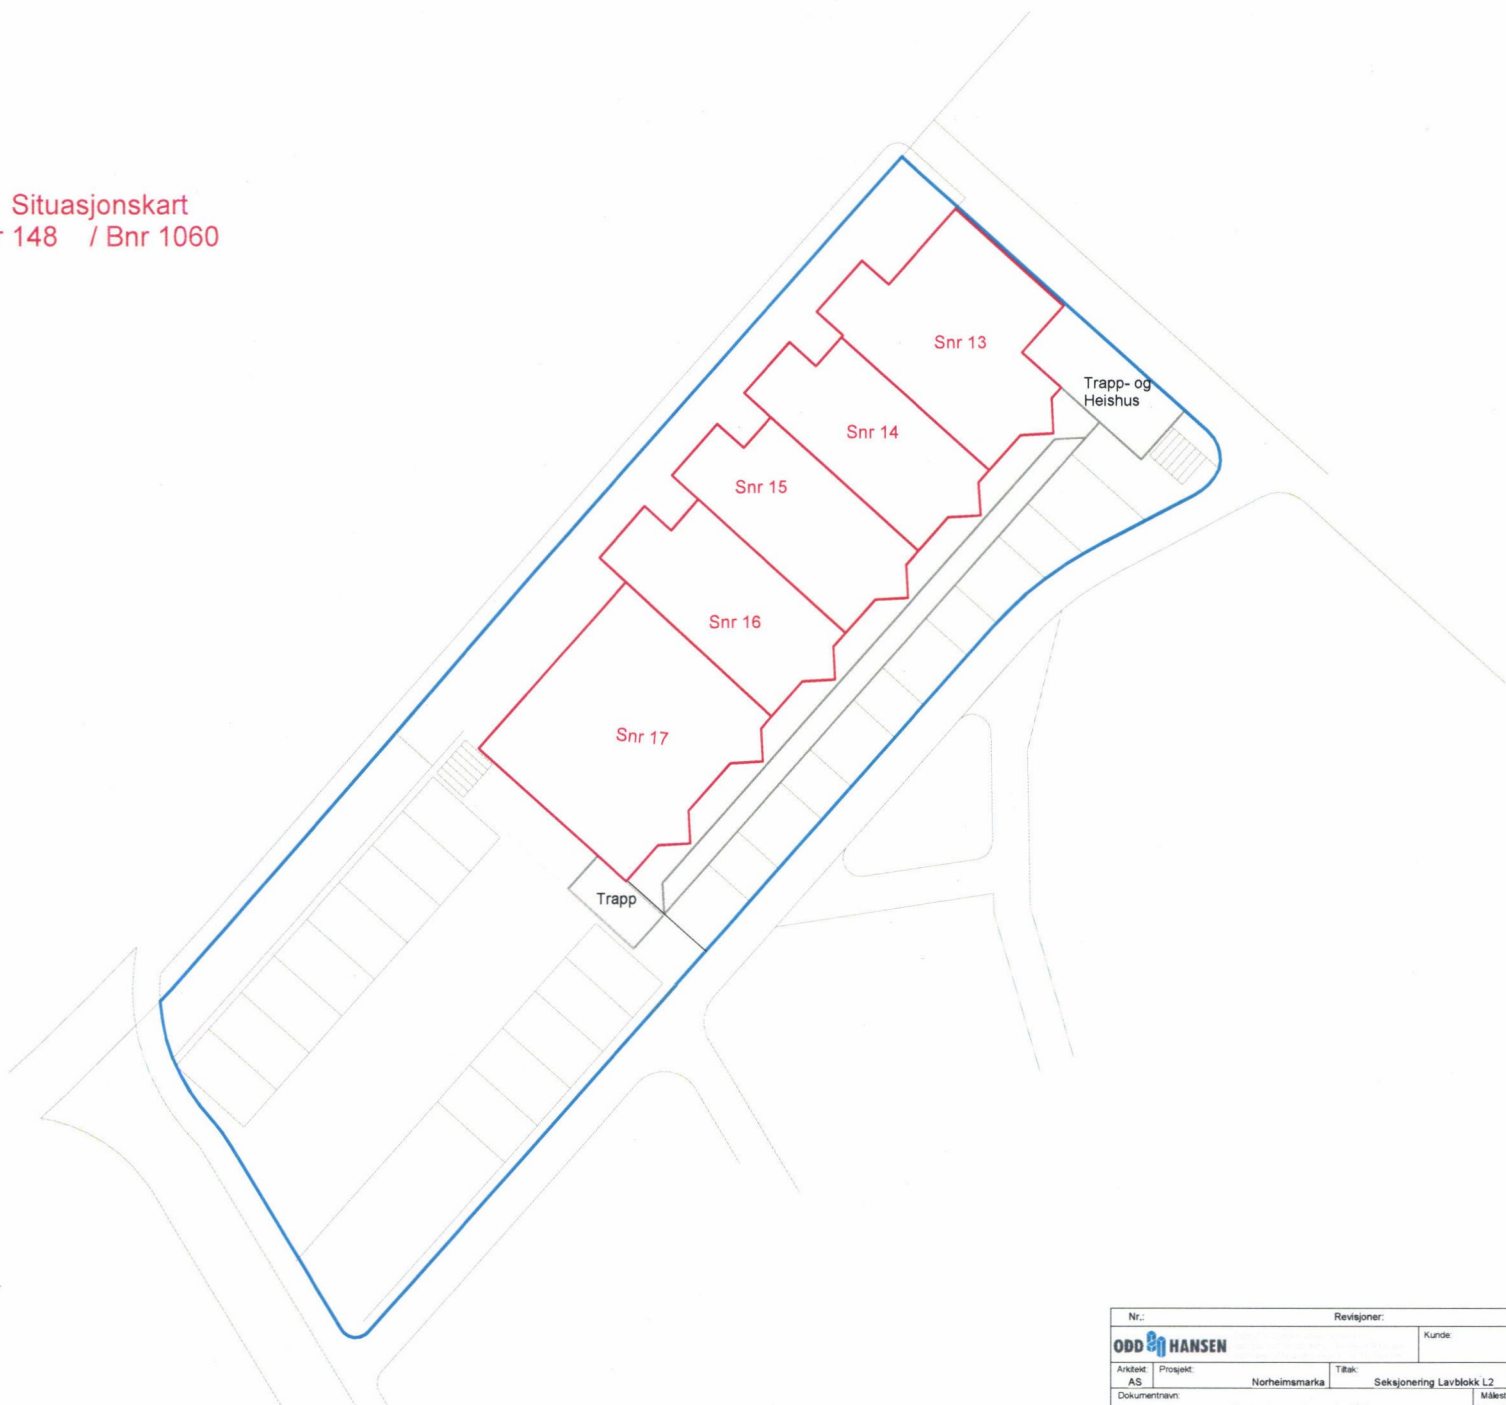 Situasjonskart
148 / Bnr 1060
Snr 13
Trapp- og
Heishus
Snr 14
Snr 15
Snr 16
Snr 17
Trapp
Nr.: Revisjoner:
ODD HANSEN
Kunde:
Arkitekt: Prosjekt: Tiltak:
AS Norheimsmarka Seksjonering Lavblokk L2
Dokumentnavn: